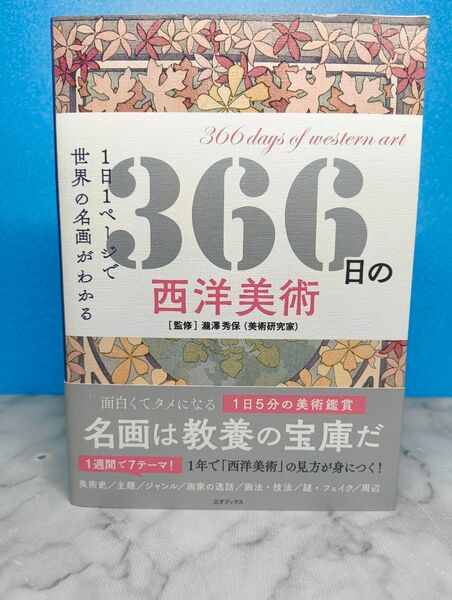 366 days of western art
1日1ページで
世界の名画がわかる
366
日の
西洋美術
[監修] 瀧澤秀保（美術研究家）
面白くてタメになる
1日5分の美術鑑賞
名画は教養の宝庫だ
1週間で7テーマ！
1年で「西洋美術」の見方が身につく！
美術史／主題／ジャンル／画家の逸話／画法・技法／謎・フェイク／周辺
三才ブックス